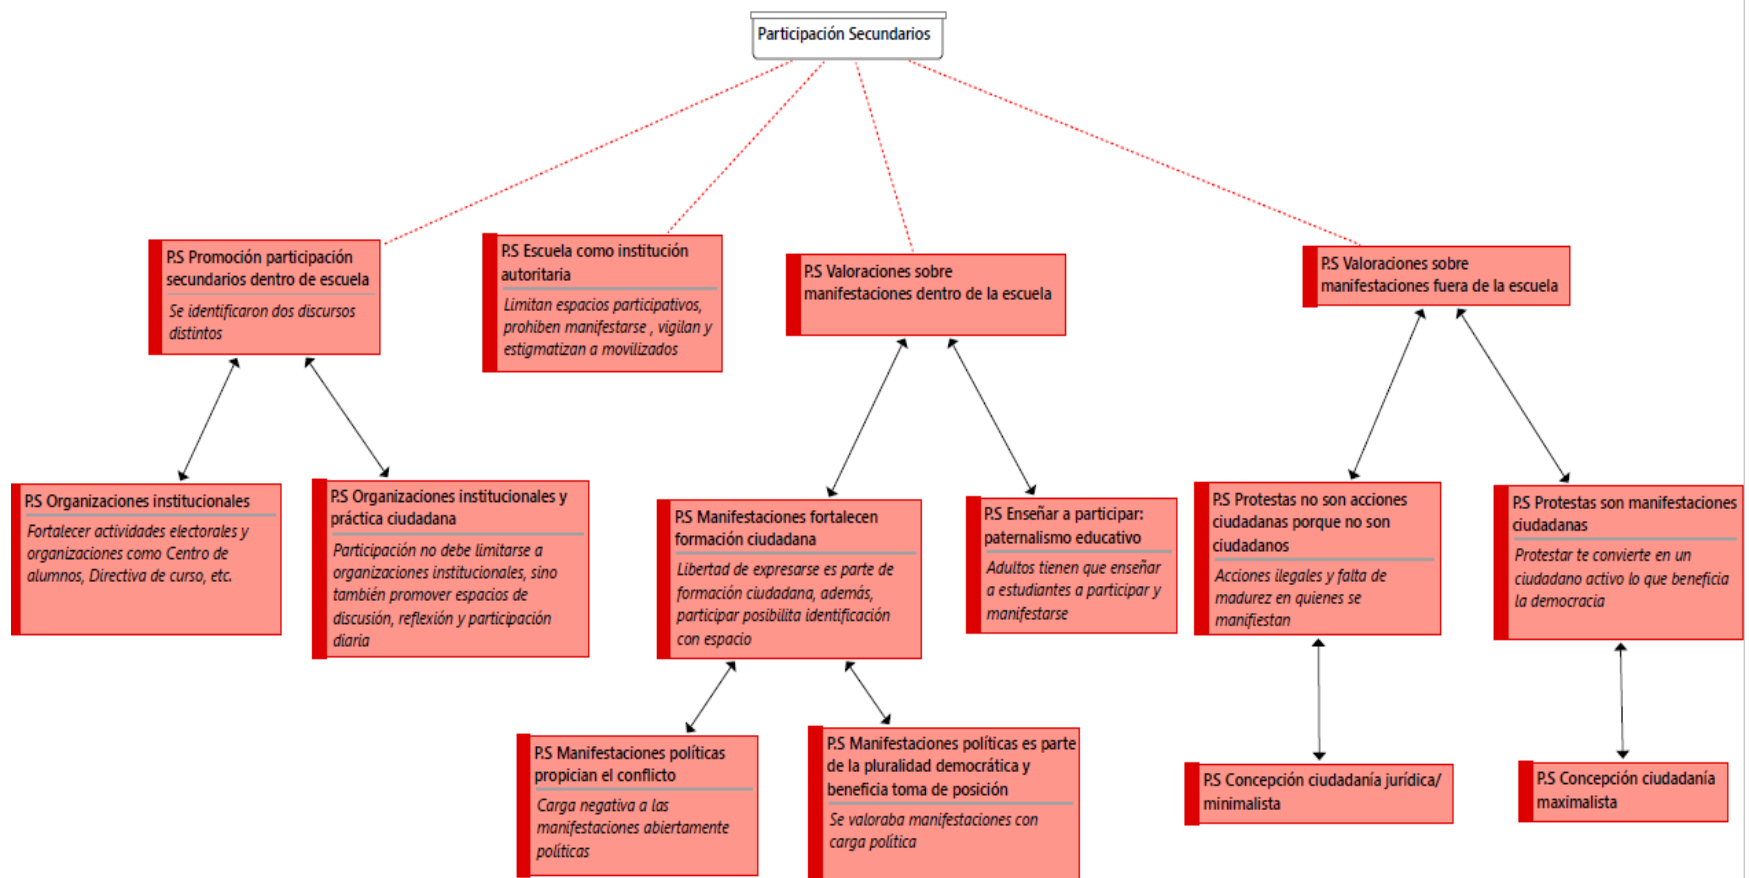 Participación Secundarios
P.S Promoción participación
secundarios dentro de escuela
Se identificaron dos discursos
distintos
P.S Escuela como institución
autoritaria
Limitan espacios participativos,
prohiben manifestarse , vigilan y
estigmatizan a movilizados
P.S Valoraciones sobre
manifestaciones dentro de la escuela
P.S Valoraciones sobre
manifestaciones fuera de la escuela
P.S Organizaciones institucionales
Fortalecer actividades electorales y
organizaciones como Centro de
alumnos, Directiva de curso, etc.
P.S Organizaciones institucionales y
práctica ciudadana
Participación no debe limitarse a
organizaciones institucionales, sino
también promover espacios de
discusión, reflexión y participación
diaria
P.S Manifestaciones fortalecen
formación ciudadana
Libertad de expresarse es parte de
formación ciudadana, además,
participar posibilita identificación
con espacio
P.S Enseñar a participar:
paternalismo educativo
Adultos tienen que enseñar
a estudiantes a participar y
manifestarse
P.S Protestas no son acciones
ciudadanas porque no son
ciudadanos
Acciones ilegales y falta de
madurez en quienes se
manifiestan
P.S Protestas son manifestaciones
ciudadanas
Protestar te convierte en un
ciudadano activo lo que beneficia
la democracia
P.S Manifestaciones políticas
propician el conflicto
Carga negativa a las
manifestaciones abiertamente
políticas
P.S Manifestaciones políticas es parte
de la pluralidad democrática y
beneficia toma de posición
Se valoraba manifestaciones con
carga política
P.S Concepción ciudadanía jurídica/
minimalista
P.S Concepción ciudadanía
maximalista